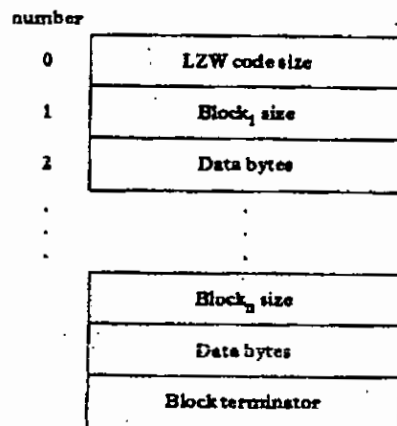 number
0 LZW code size
1 Block₁ size
2 Data bytes
Blockₙ size
Data bytes
Block terminator